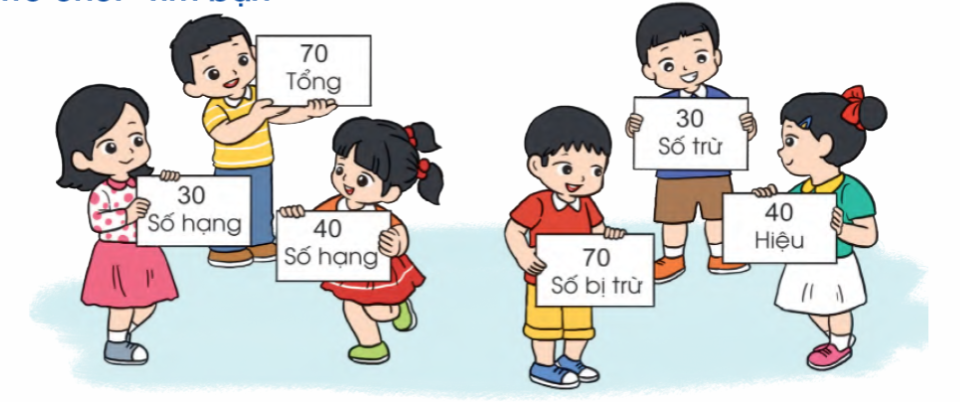 70
Tổng
30
Số hạng
40
Số hạng
30
Số trừ
70
Số bị trừ
40
Hiệu